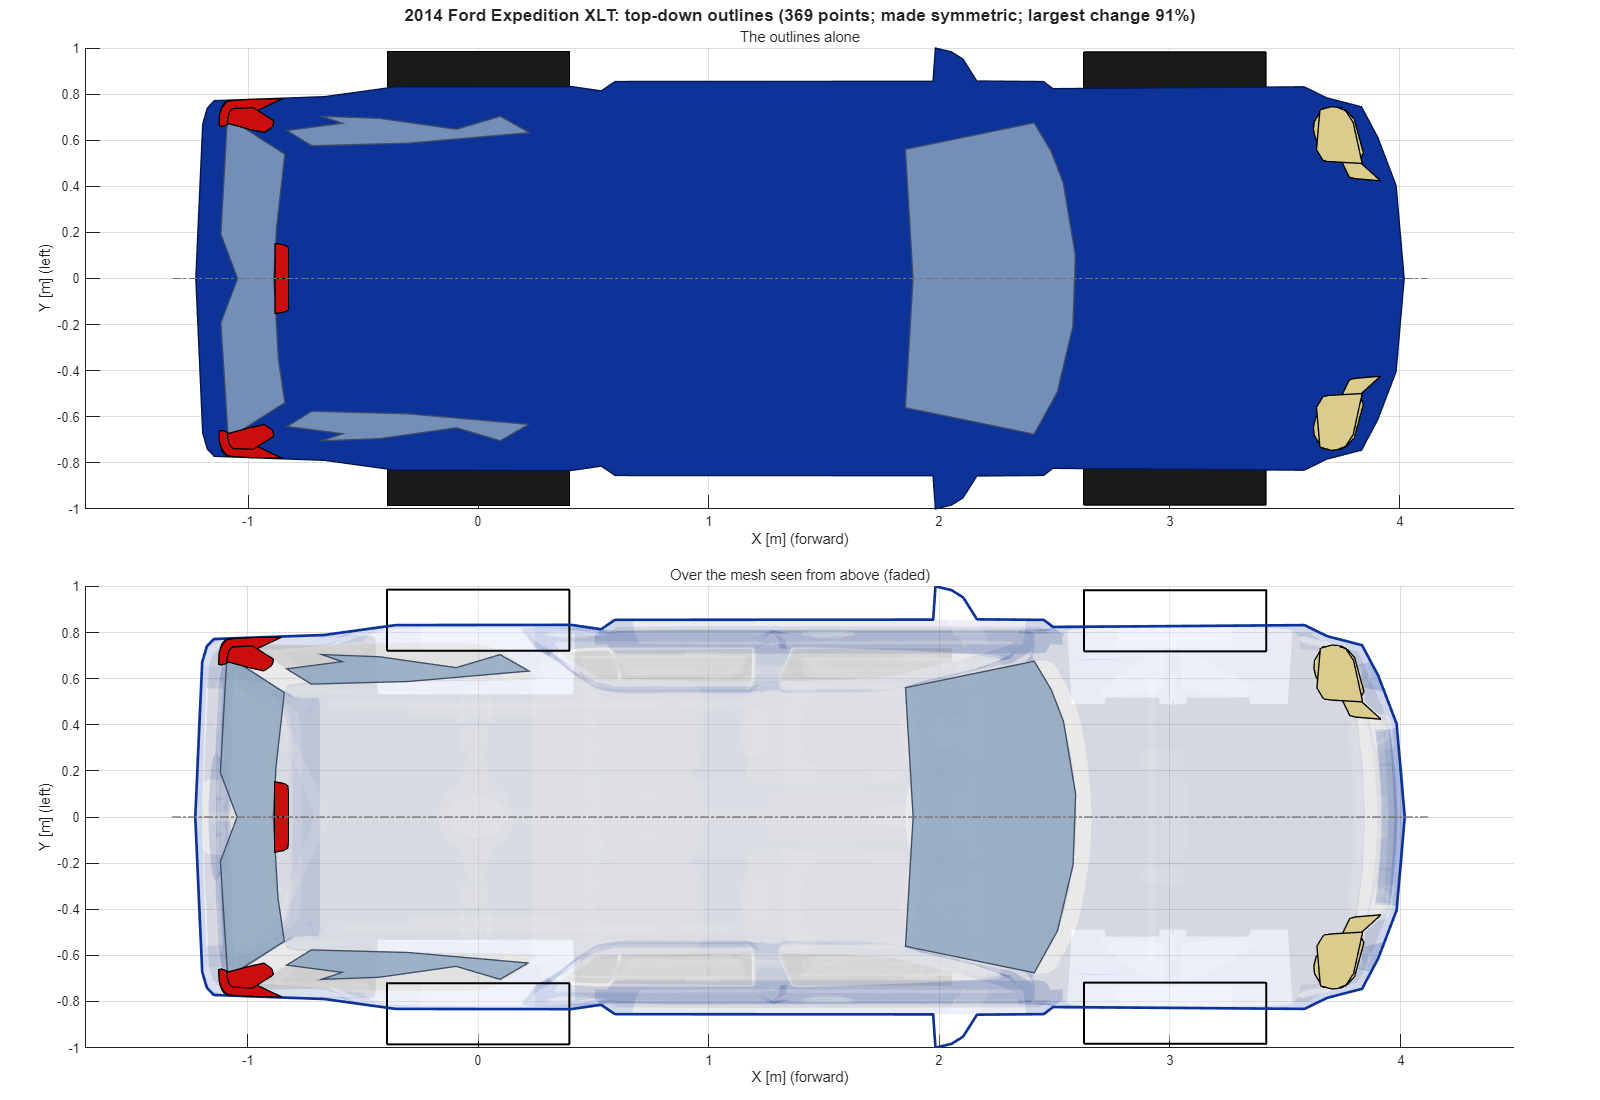 2014 Ford Expedition XLT: top-down outlines (369 points; made symmetric; largest change 91%)
The outlines alone
1
0.8
0.6
0.4
0.2
0
-0.2
-0.4
-0.6
-0.8
-1
Y [m] (left)
-1 0 1 2 3 4
X [m] (forward)
Over the mesh seen from above (faded)
1
0.8
0.6
0.4
0.2
0
-0.2
-0.4
-0.6
-0.8
-1
Y [m] (left)
-1 0 1 2 3 4
X [m] (forward)